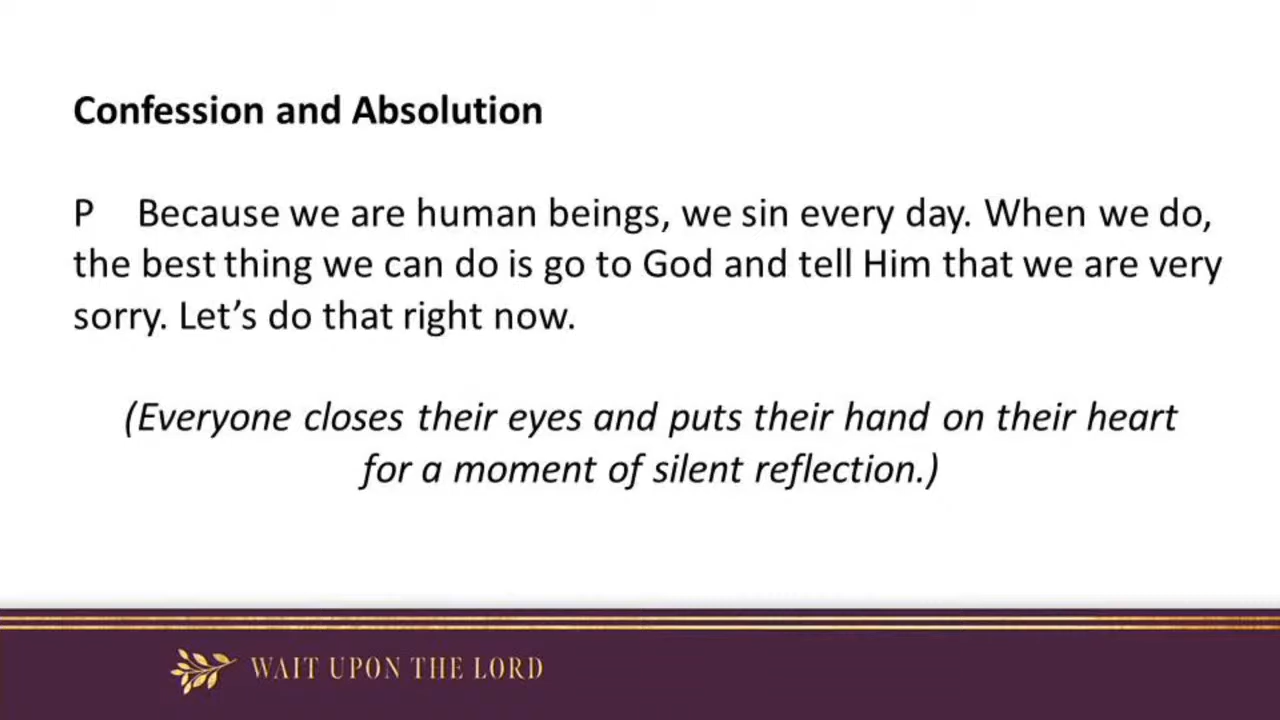 Confession and Absolution
P Because we are human beings, we sin every day. When we do,
the best thing we can do is go to God and tell Him that we are very
sorry. Let’s do that right now.
(Everyone closes their eyes and puts their hand on their heart
for a moment of silent reflection.)
WAIT UPON THE LORD